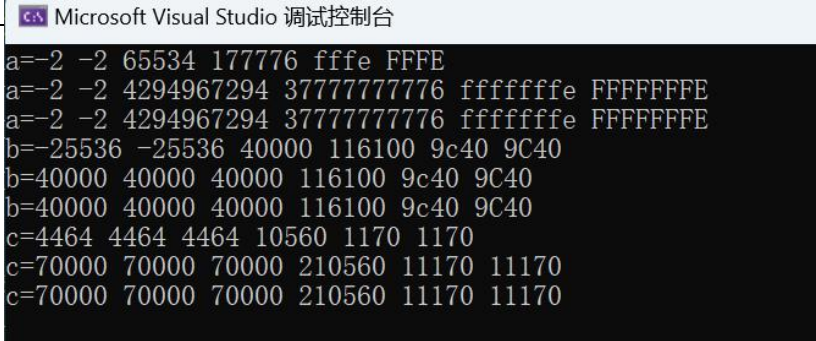 Microsoft Visual Studio 调试控制台
a=-2 -2 65534 177776 fffe FFFE
a=-2 -2 4294967294 37777777776 fffffffe FFFFFFFE
a=-2 -2 4294967294 37777777776 fffffffe FFFFFFFE
b=-25536 -25536 40000 116100 9c40 9C40
b=40000 40000 40000 116100 9c40 9C40
b=40000 40000 40000 116100 9c40 9C40
c=4464 4464 4464 10560 1170 1170
c=70000 70000 70000 210560 11170 11170
c=70000 70000 70000 210560 11170 11170